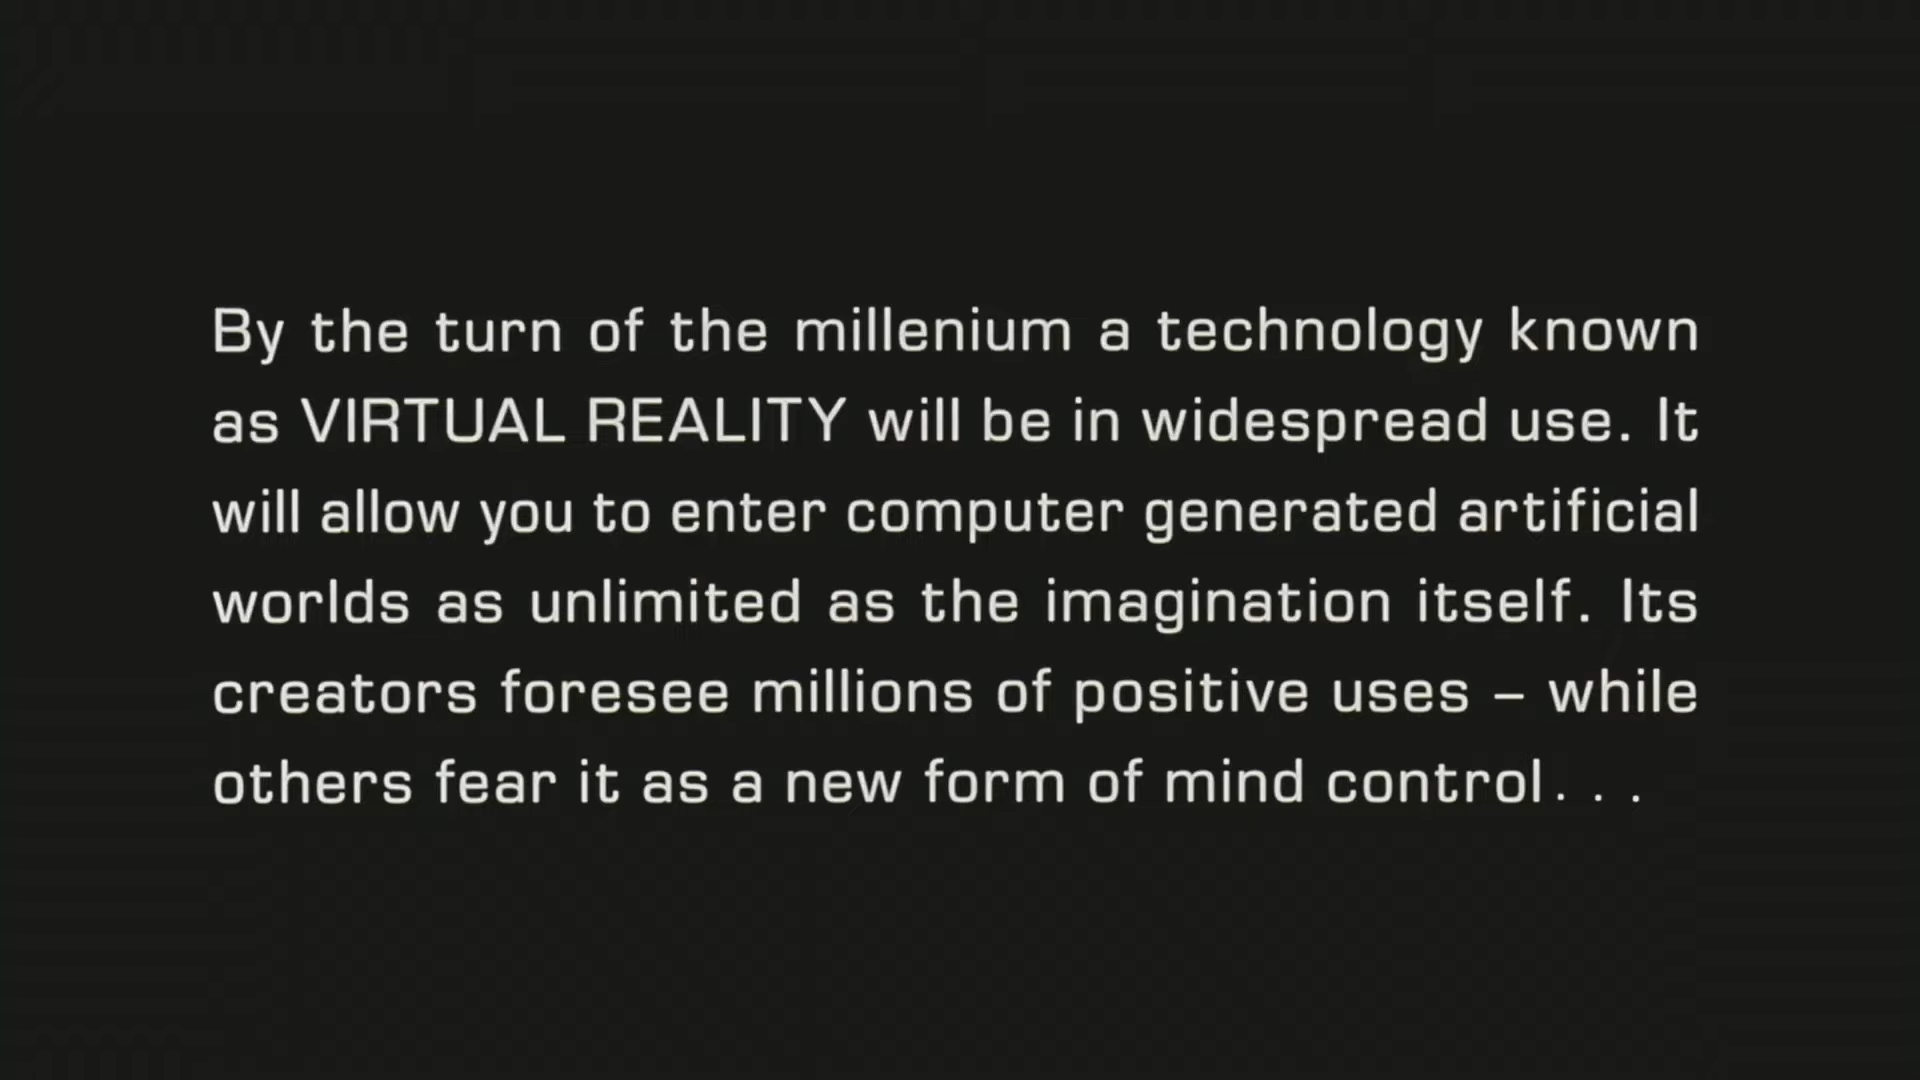 By the turn of the millenium a technology known
as VIRTUAL REALITY will be in widespread use. It
will allow you to enter computer generated artificial
worlds as unlimited as the imagination itself. Its
creators foresee millions of positive uses – while
others fear it as a new form of mind control. . .